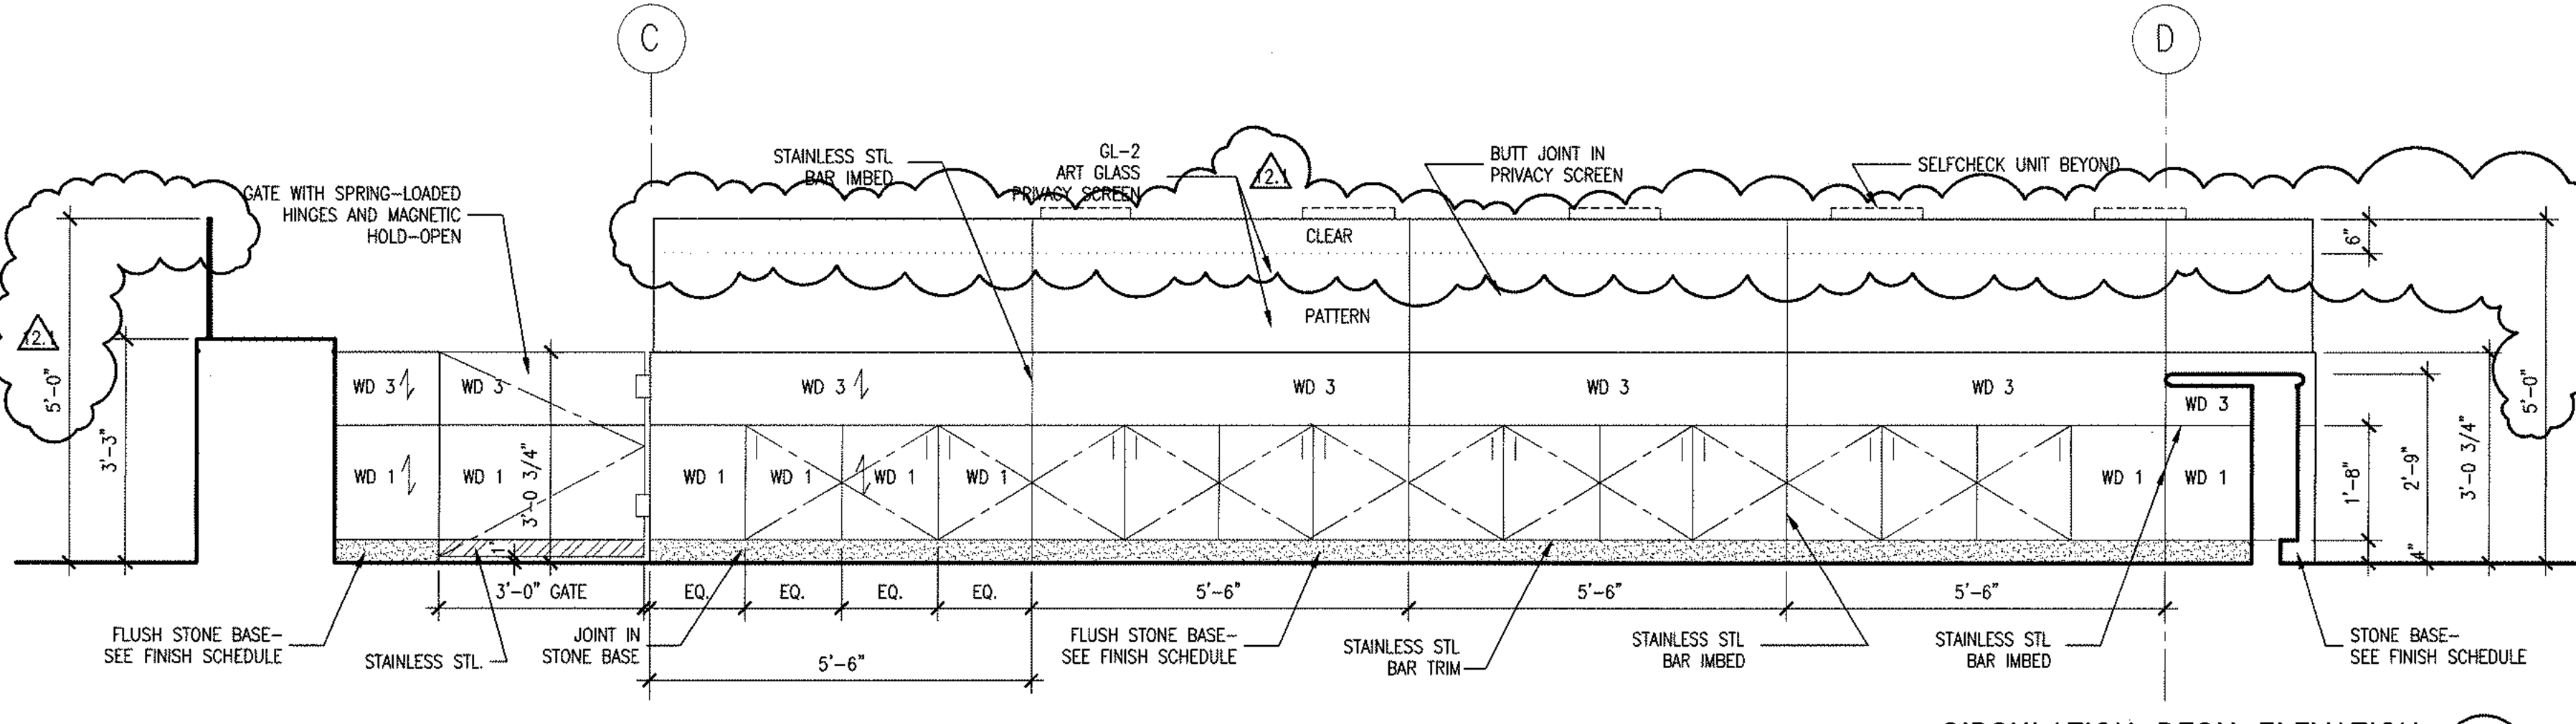 C
D
STAINLESS STL
BAR IMBED
GL-2
ART GLASS
PRIVACY SCREEN
12.1
BUTT JOINT IN
PRIVACY SCREEN
SELFCHECK UNIT BEYOND
GATE WITH SPRING-LOADED
HINGES AND MAGNETIC
HOLD-OPEN
CLEAR
6"
PATTERN
12.1
5'-0"
3'-3"
WD 3
WD 3
WD 3
WD 3
WD 3
WD 3
WD 3
WD 1
WD 1
3'-0 3/4"
WD 1
WD 1
WD 1
WD 1
WD 1
WD 1
1'-8"
2'-9"
3'-0 3/4"
5'-0"
1"
4"
3'-0" GATE
EQ.
EQ.
EQ.
EQ.
5'-6"
5'-6"
5'-6"
FLUSH STONE BASE-
SEE FINISH SCHEDULE
STAINLESS STL.
JOINT IN
STONE BASE
5'-6"
FLUSH STONE BASE-
SEE FINISH SCHEDULE
STAINLESS STL
BAR TRIM
STAINLESS STL
BAR IMBED
STAINLESS STL
BAR IMBED
STONE BASE-
SEE FINISH SCHEDULE